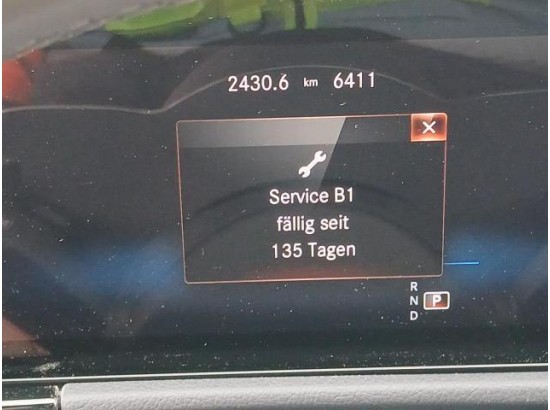 2430.6 km 6411
Service B1
fällig seit
135 Tagen
R
N P
D